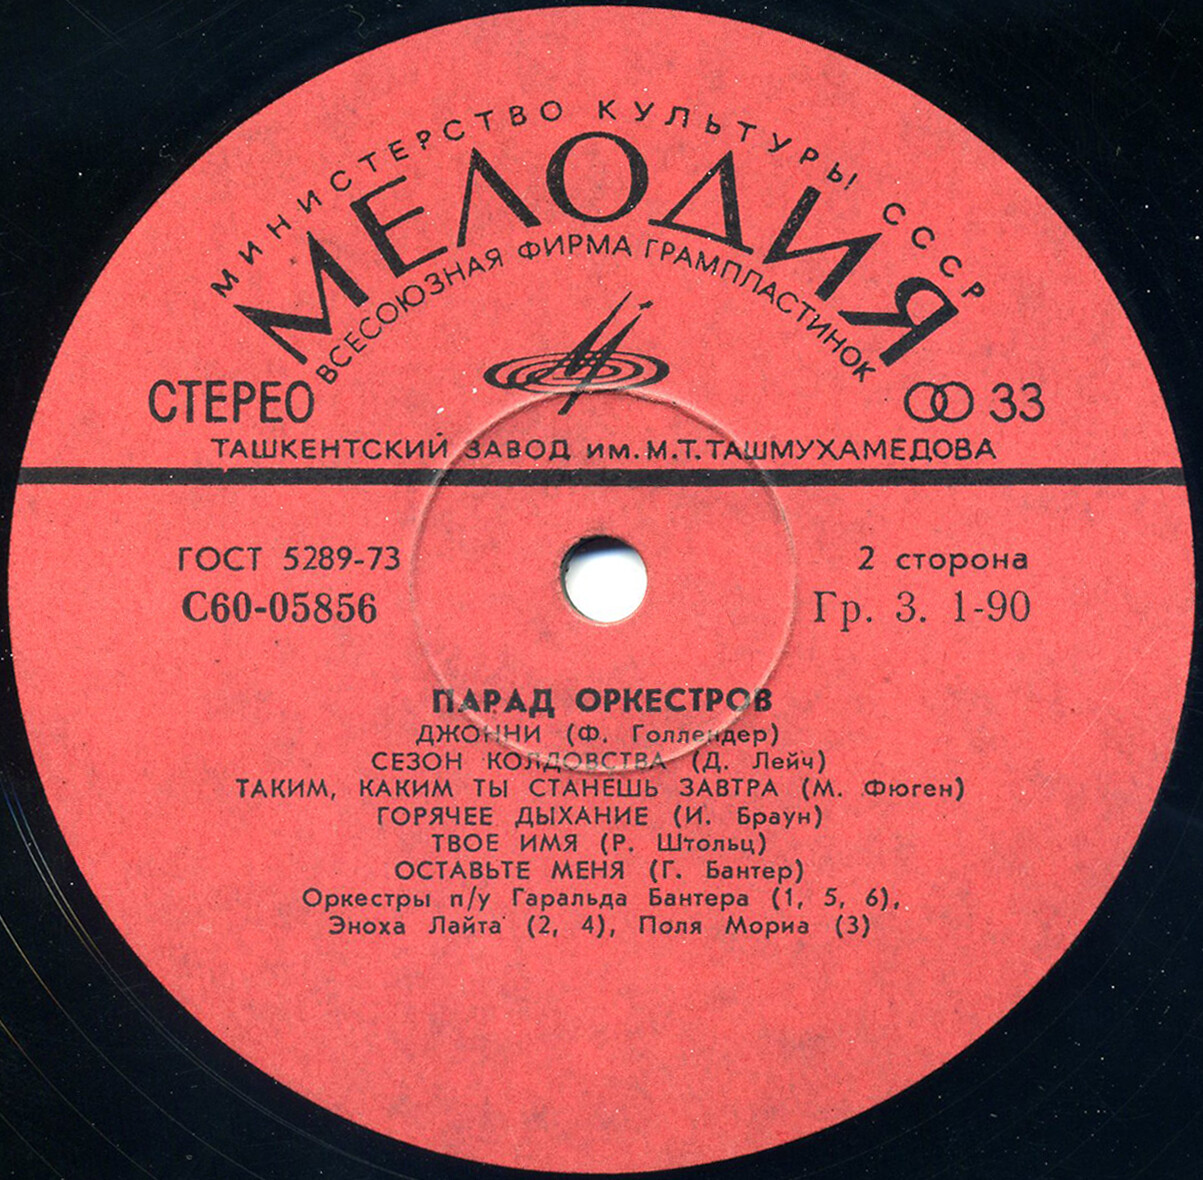 МИНИСТЕРСТВО КУЛЬТУРЫ СССР
МЕЛОДИЯ
ВСЕСОЮЗНАЯ ФИРМА ГРАМПЛАСТИНОК
СТЕРЕО 33
ТАШКЕНТСКИЙ ЗАВОД им. М.Т.ТАШМУХАМЕДОВА
ГОСТ 5289-73 2 сторона
С60-05856 Гр. 3. 1-90
ПАРАД ОРКЕСТРОВ
ДЖОННИ (Ф. Голлендер)
СЕЗОН КОЛДОВСТВА (Д. Лейч)
ТАКИМ, КАКИМ ТЫ СТАНЕШЬ ЗАВТРА (М. Фюген)
ГОРЯЧЕЕ ДЫХАНИЕ (И. Браун)
ТВОЕ ИМЯ (Р. Штольц)
ОСТАВЬТЕ МЕНЯ (Г. Бантер)
Оркестры п/у Гаральда Бантера (1, 5, 6),
Эноха Лайта (2, 4), Поля Мориа (3)